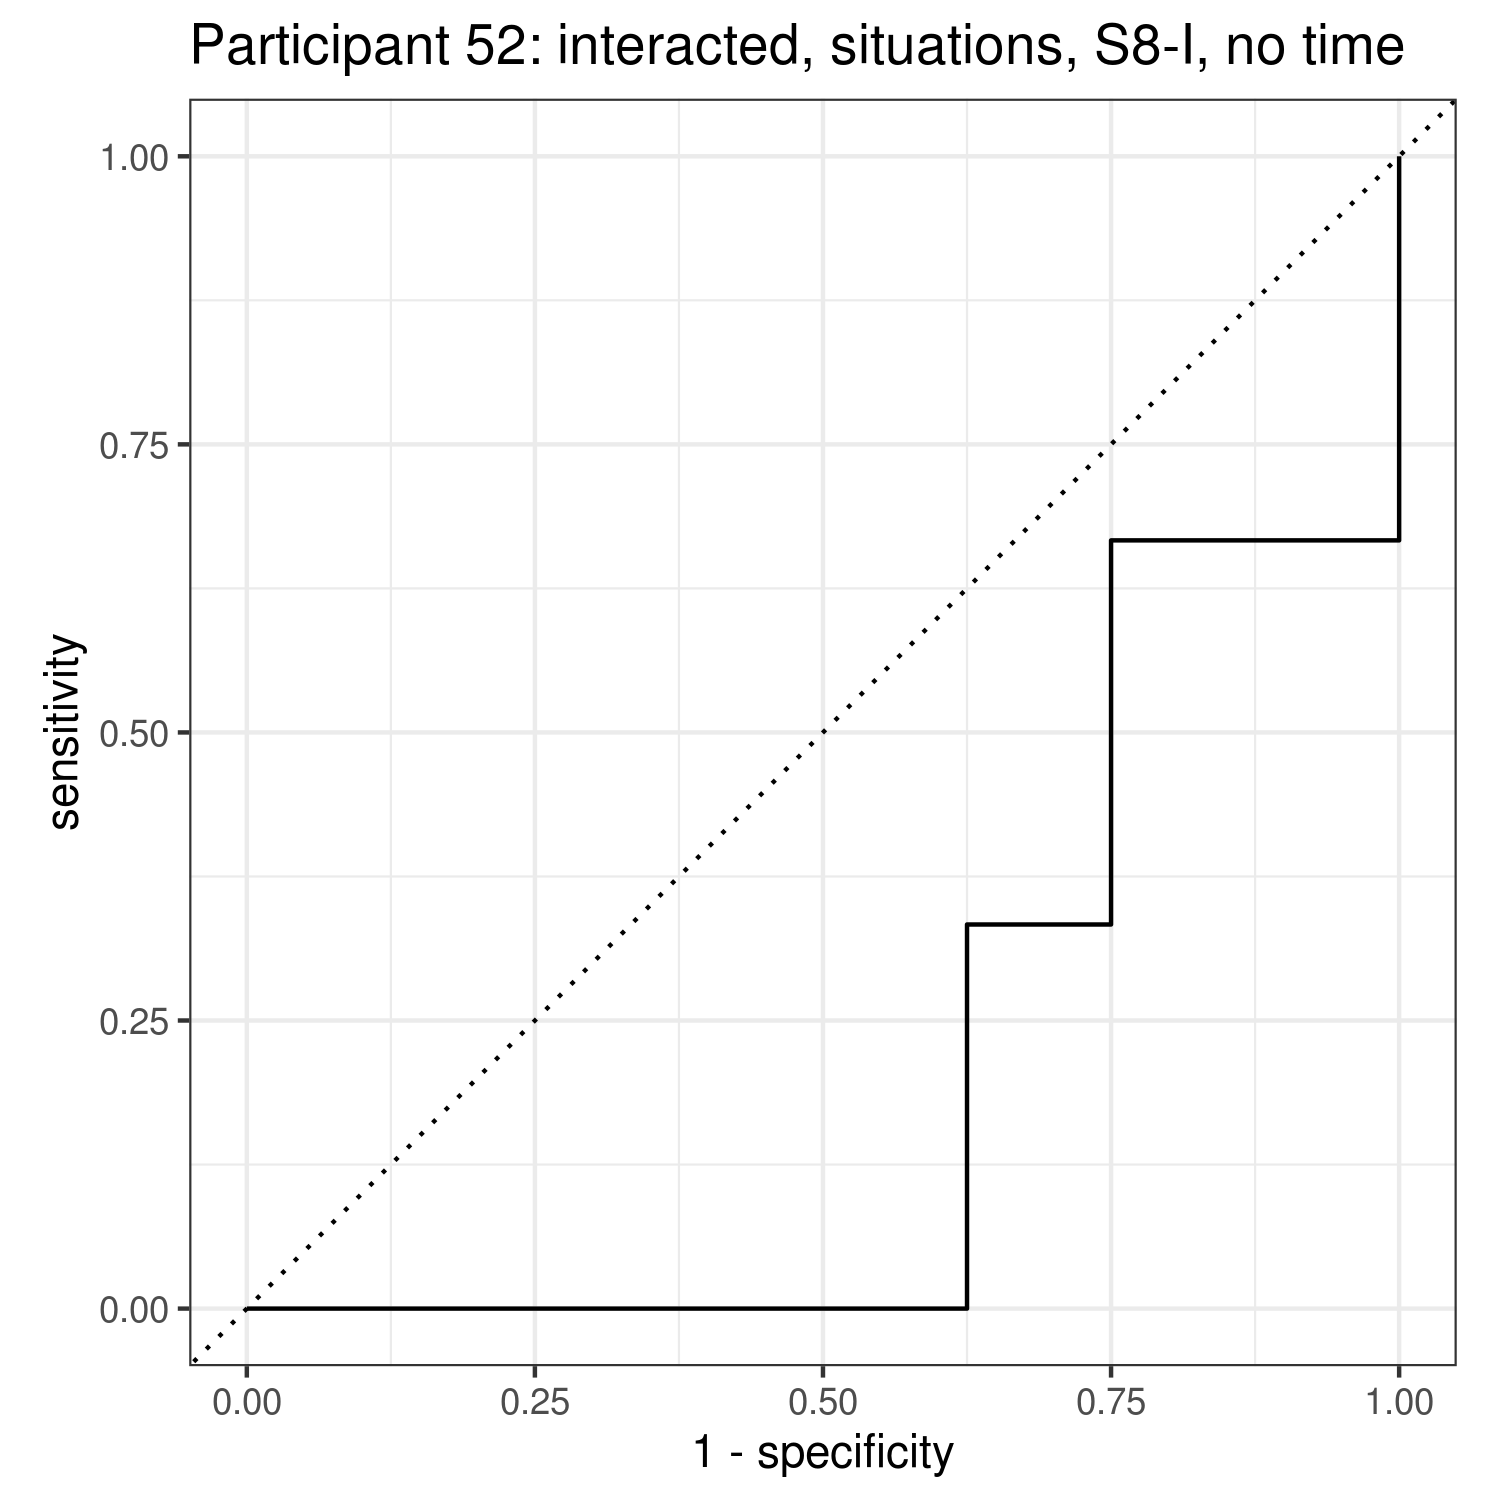 Participant 52: interacted, situations, S8-I, no time
1.00
0.75
0.50
0.25
0.00
sensitivity
0.00 0.25 0.50 0.75 1.00
1 - specificity